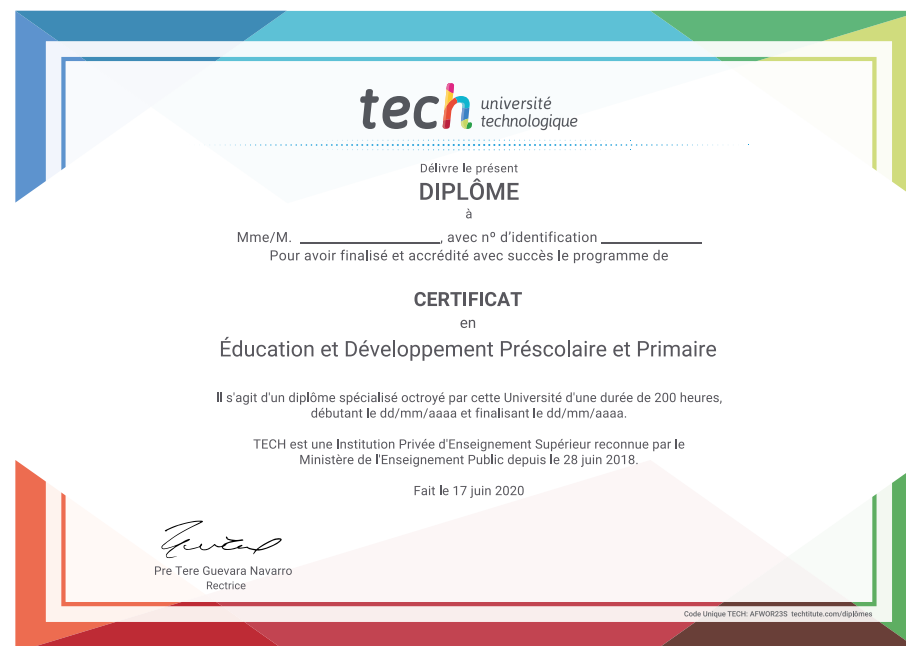 tech université
technologique
Délivre le présent
DIPLÔME
à
Mme/M. ____________________, avec nº d'identification ______________
Pour avoir finalisé et accrédité avec succès le programme de
CERTIFICAT
en
Éducation et Développement Préscolaire et Primaire
Il s'agit d'un diplôme spécialisé octroyé par cette Université d'une durée de 200 heures,
débutant le dd/mm/aaaa et finalisant le dd/mm/aaaa.
TECH est une Institution Privée d'Enseignement Supérieur reconnue par le
Ministère de l'Enseignement Public depuis le 28 juin 2018.
Fait le 17 juin 2020
Pre Tere Guevara Navarro
Rectrice
Code Unique TECH: AFWOR23S techtitute.com/diplômes